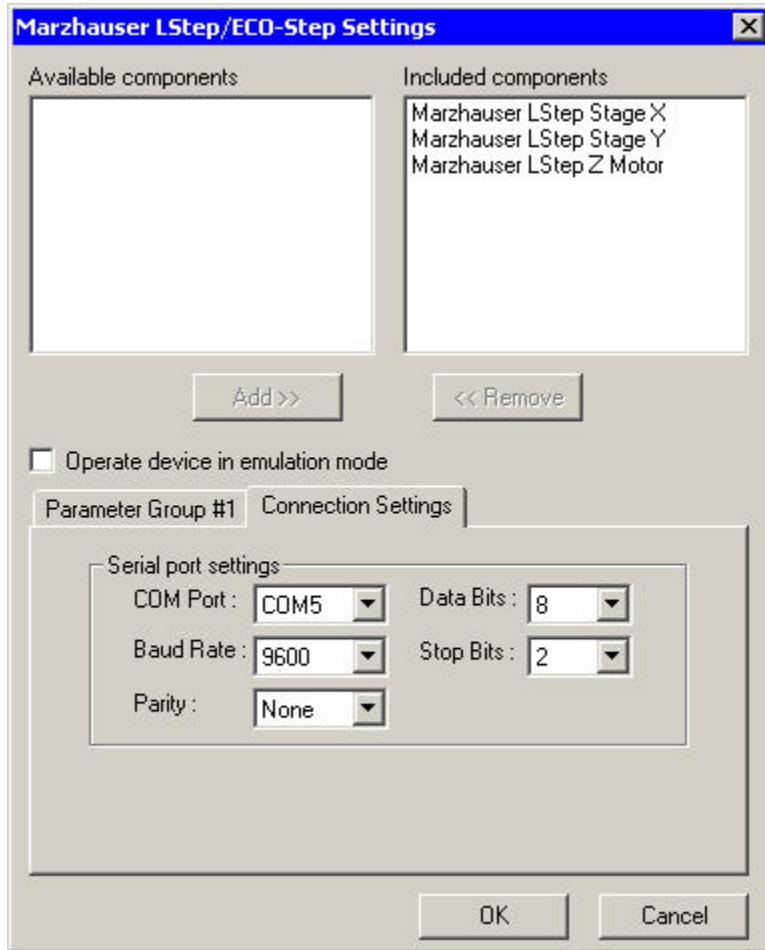 Marzhauser LStep/ECO-Step Settings
Available components
Included components
Marzhauser LStep Stage X
Marzhauser LStep Stage Y
Marzhauser LStep Z Motor
Add >>
<< Remove
Operate device in emulation mode
Parameter Group #1
Connection Settings
Serial port settings
COM Port : COM5
Data Bits : 8
Baud Rate : 9600
Stop Bits : 2
Parity : None
OK
Cancel